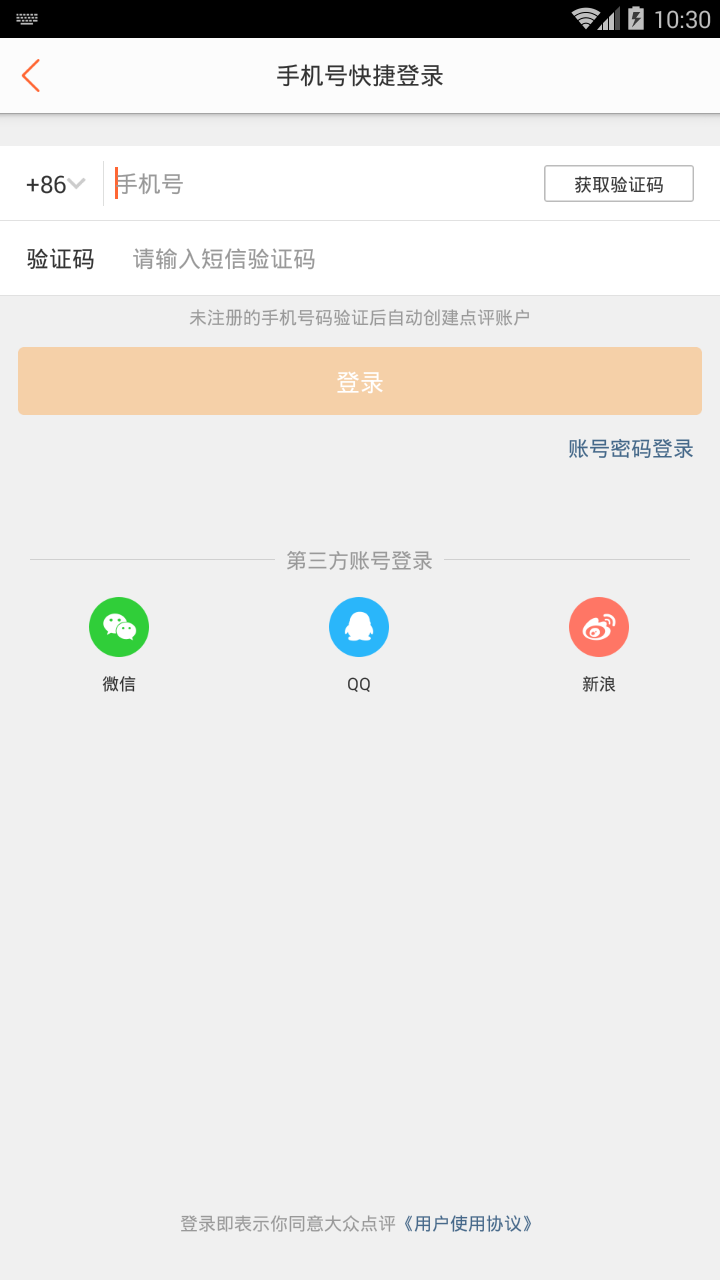 10:30
手机号快捷登录
+86 手机号 获取验证码
验证码 请输入短信验证码
未注册的手机号码验证后自动创建点评账户
登录
账号密码登录
第三方账号登录
微信 QQ 新浪
登录即表示你同意大众点评《用户使用协议》